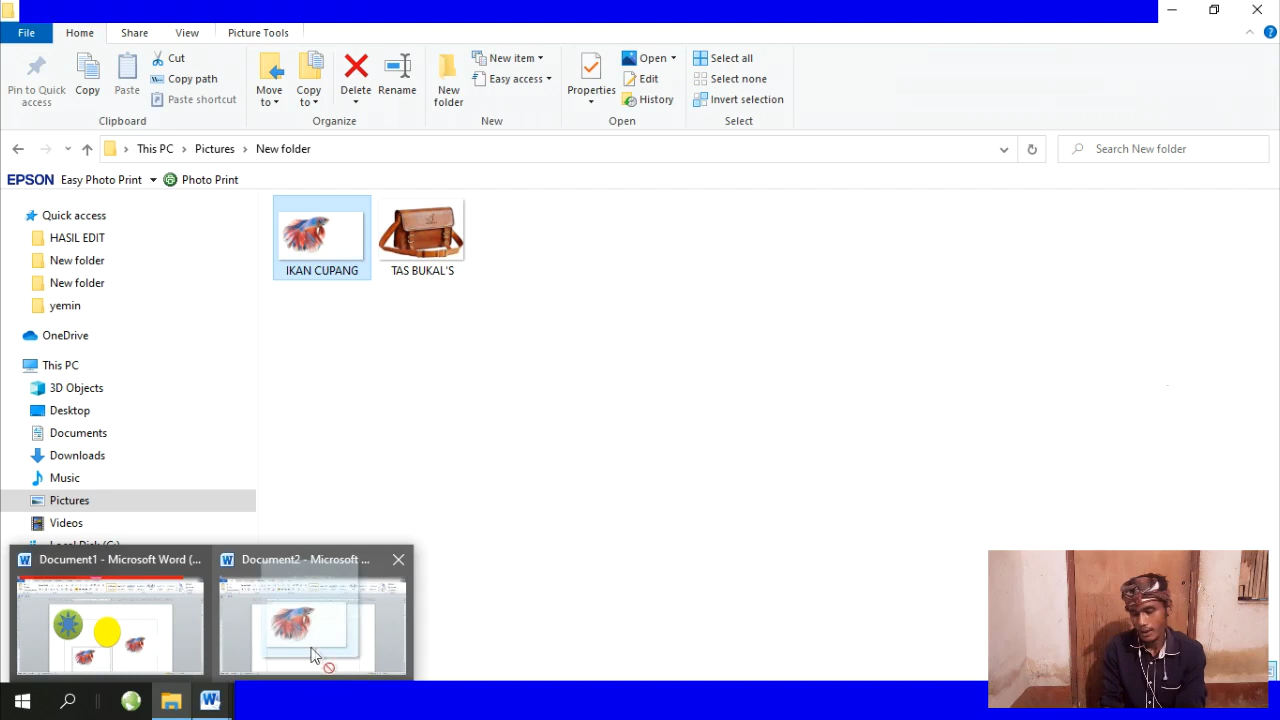 File Home Share View Picture Tools
Pin to Quick access
Copy
Paste
Cut
Copy path
Paste shortcut
Clipboard
Move to
Copy to
Delete
Rename
Organize
New folder
New item
Easy access
New
Properties
Open
Edit
History
Open
Select all
Select none
Invert selection
Select
This PC > Pictures > New folder
Search New folder
EPSON Easy Photo Print Photo Print
Quick access
HASIL EDIT
New folder
New folder
yemin
OneDrive
This PC
3D Objects
Desktop
Documents
Downloads
Music
Pictures
Videos
IKAN CUPANG
TAS BUKAL'S
Document1 - Microsoft Word (...
Document2 - Microsoft ...